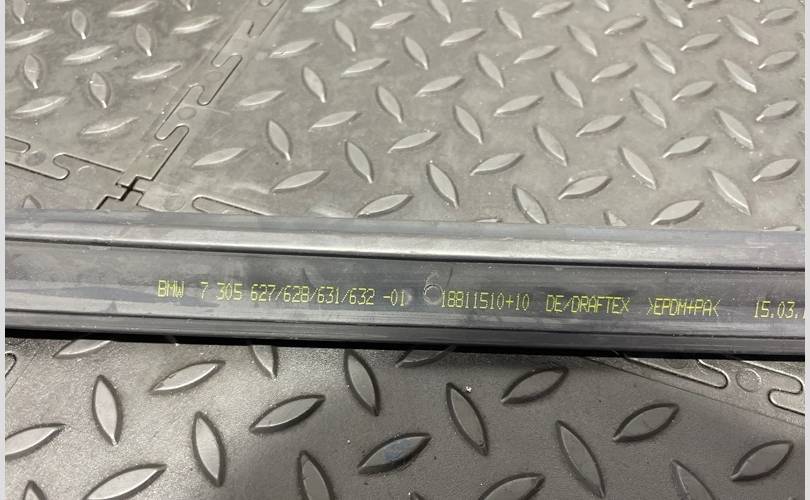 BMW 7 305 627/628/631/632 -01 18811510+10 DE/DRAFTEX >EPDM+PA< 15.03.